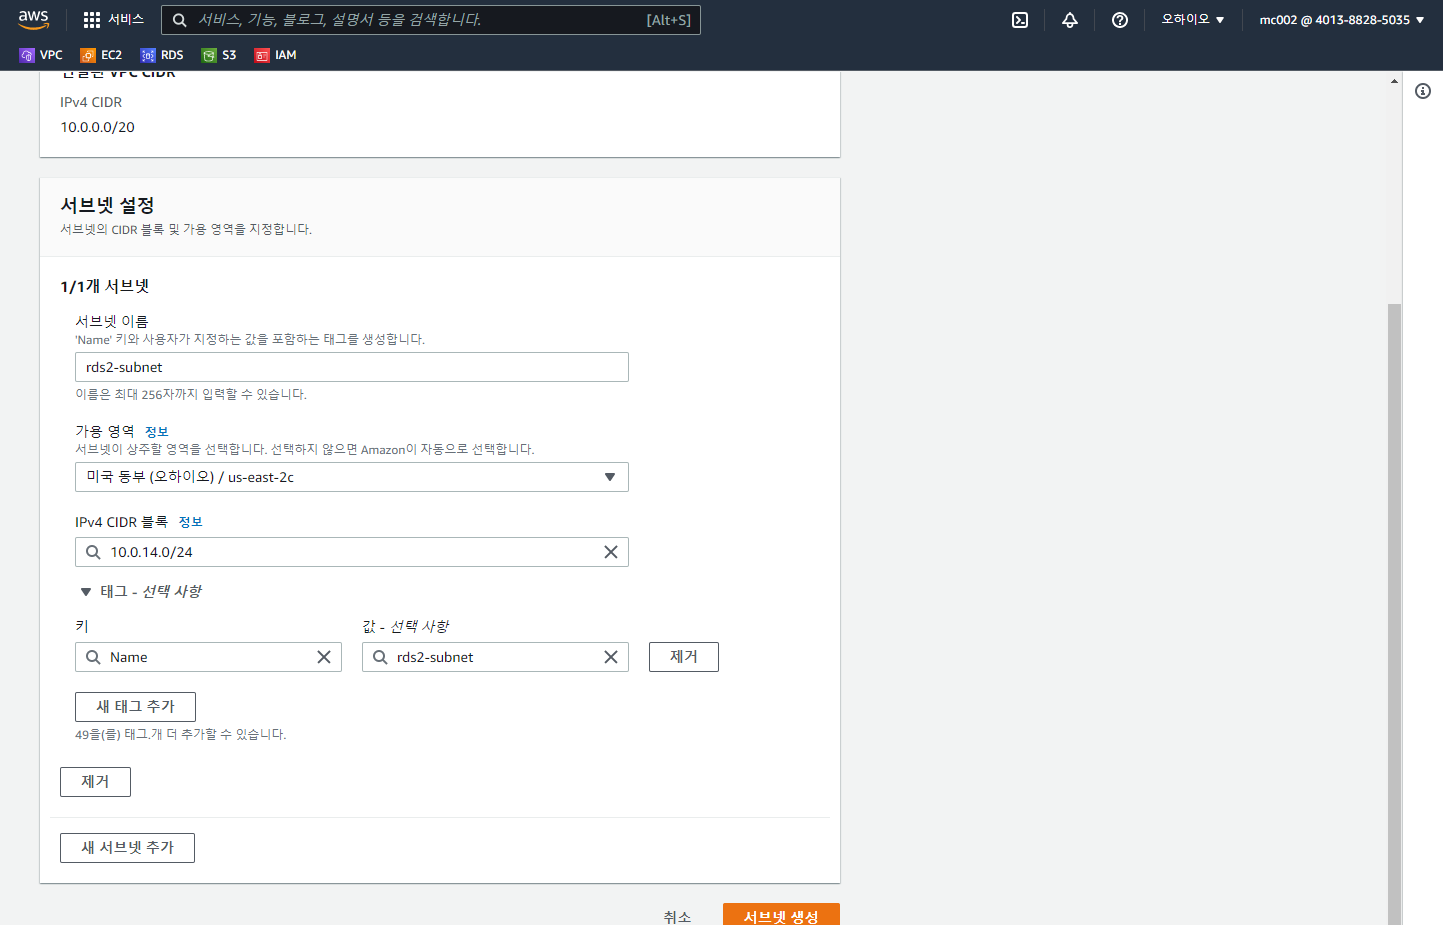 aws
서비스
서비스, 기능, 블로그, 설명서 등을 검색합니다.
[Alt+S]
오하이오
mc002 @ 4013-8828-5035
VPC
EC2
RDS
S3
IAM
VPC CIDR
IPv4 CIDR
10.0.0.0/20
서브넷 설정
서브넷의 CIDR 블록 및 가용 영역을 지정합니다.
1/1개 서브넷
서브넷 이름
'Name' 키와 사용자가 지정하는 값을 포함하는 태그를 생성합니다.
rds2-subnet
이름은 최대 256자까지 입력할 수 있습니다.
가용 영역 정보
서브넷이 상주할 영역을 선택합니다. 선택하지 않으면 Amazon이 자동으로 선택합니다.
미국 동부 (오하이오) / us-east-2c
IPv4 CIDR 블록 정보
10.0.14.0/24
태그 - 선택 사항
키
값 - 선택 사항
Name
rds2-subnet
제거
새 태그 추가
49을(를) 태그.개 더 추가할 수 있습니다.
제거
새 서브넷 추가
취소
서브넷 생성